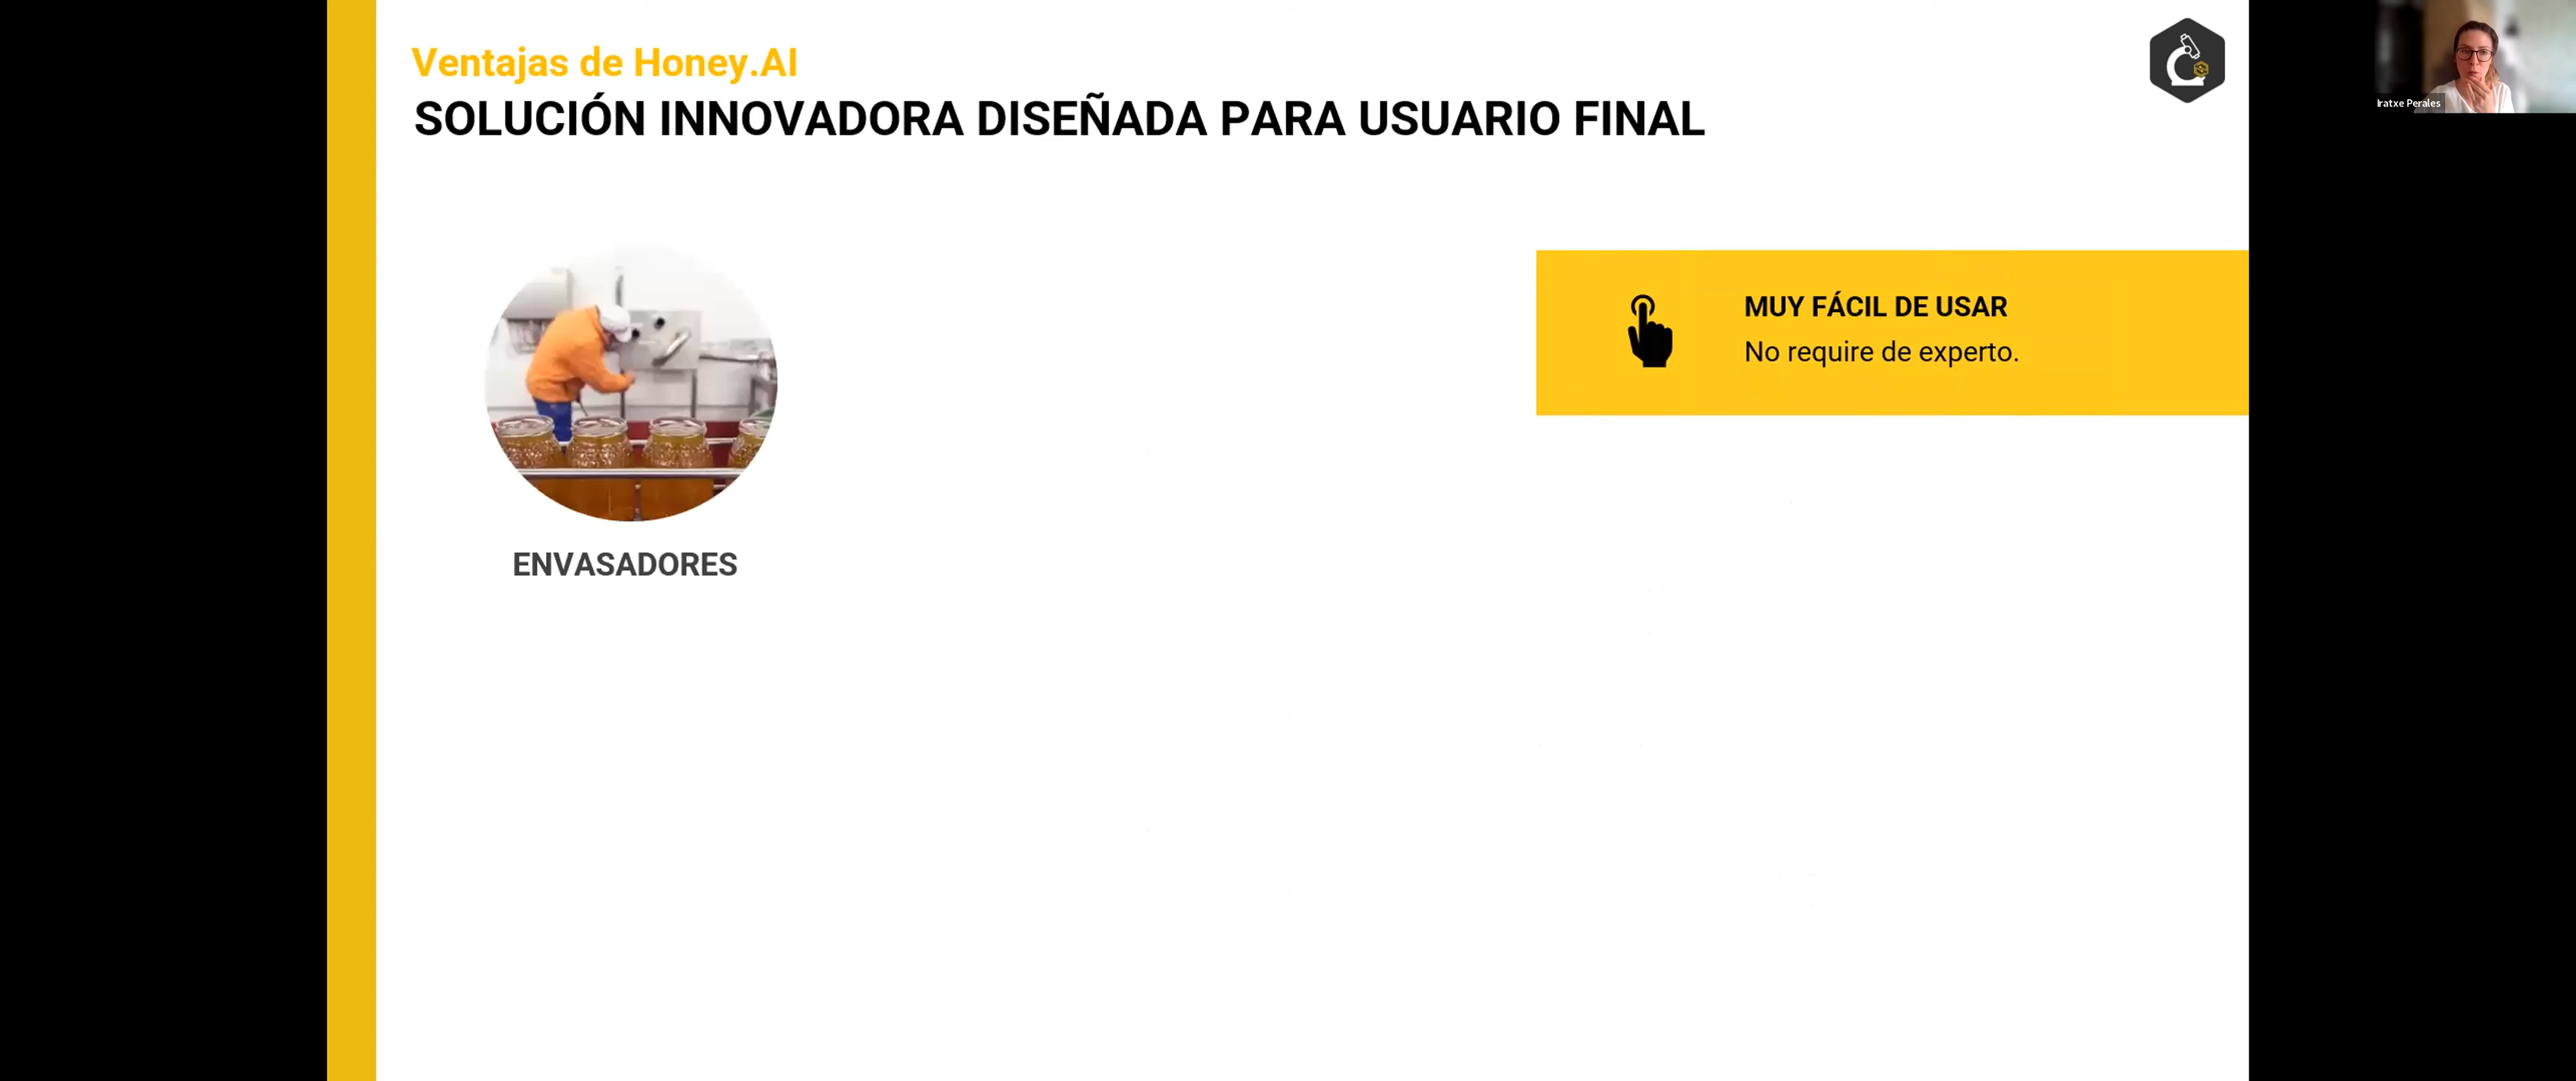 Ventajas de Honey.AI
SOLUCIÓN INNOVADORA DISEÑADA PARA USUARIO FINAL
Iratxe Perales
MUY FÁCIL DE USAR
No require de experto.
ENVASADORES